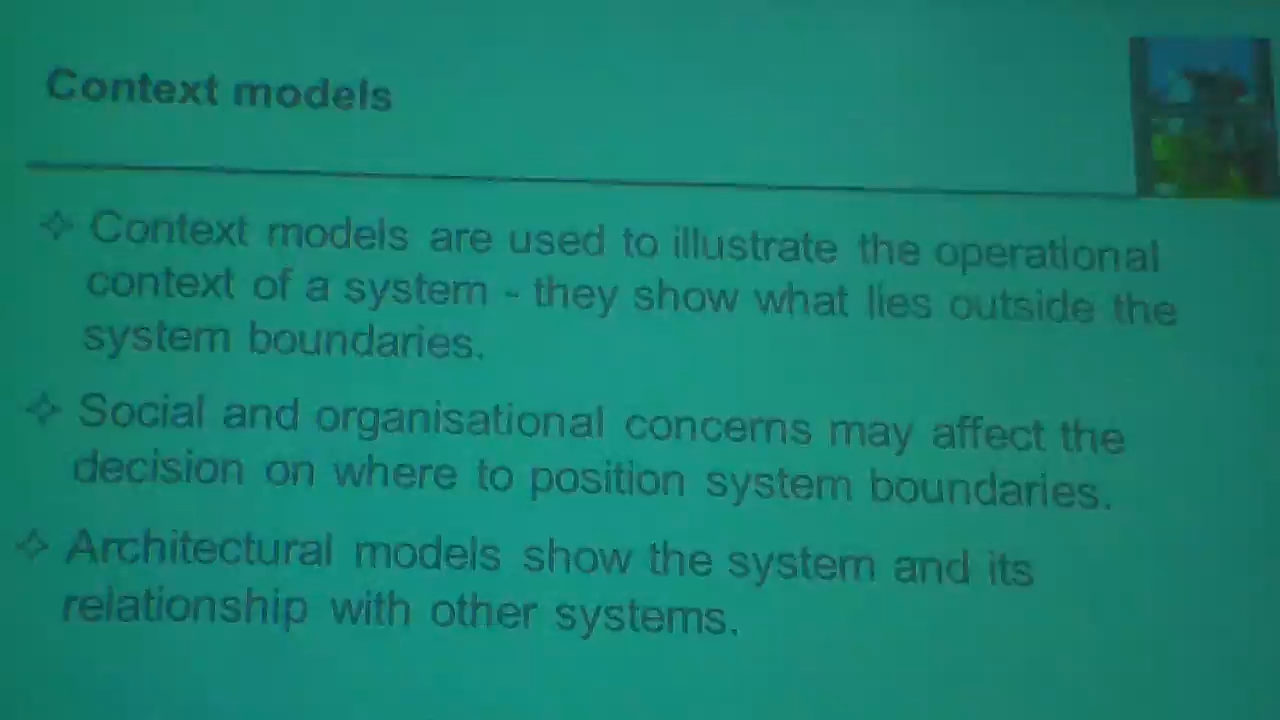 Context models
✧ Context models are used to illustrate the operational
context of a system - they show what lies outside the
system boundaries.
✧ Social and organisational concerns may affect the
decision on where to position system boundaries.
✧ Architectural models show the system and its
relationship with other systems.